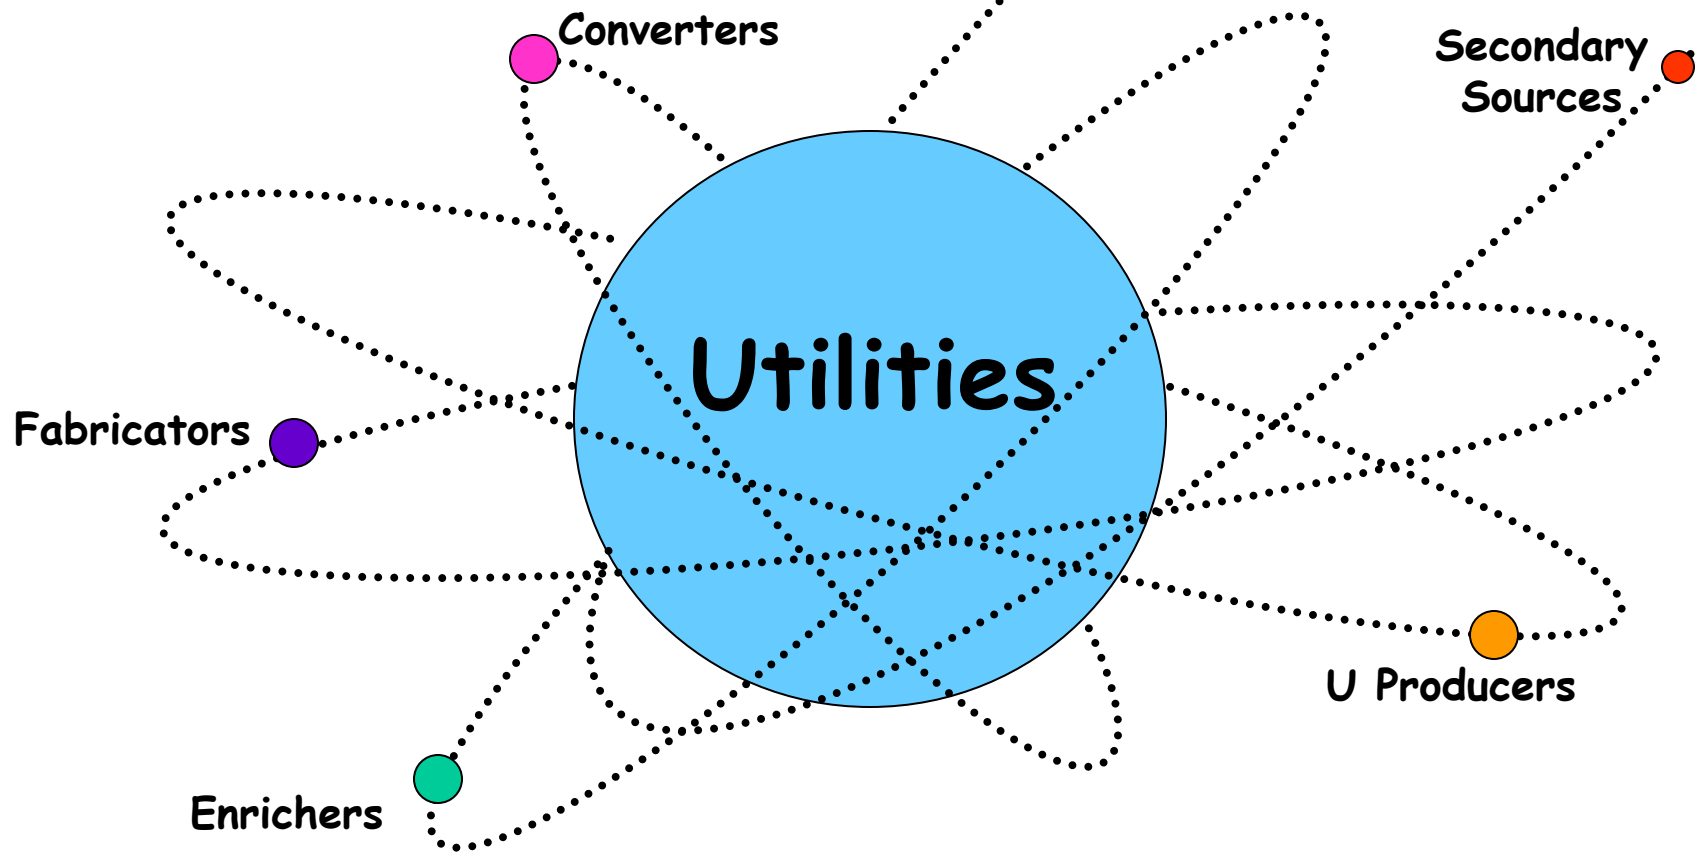 Converters
Secondary
Sources
Utilities
Fabricators
U Producers
Enrichers